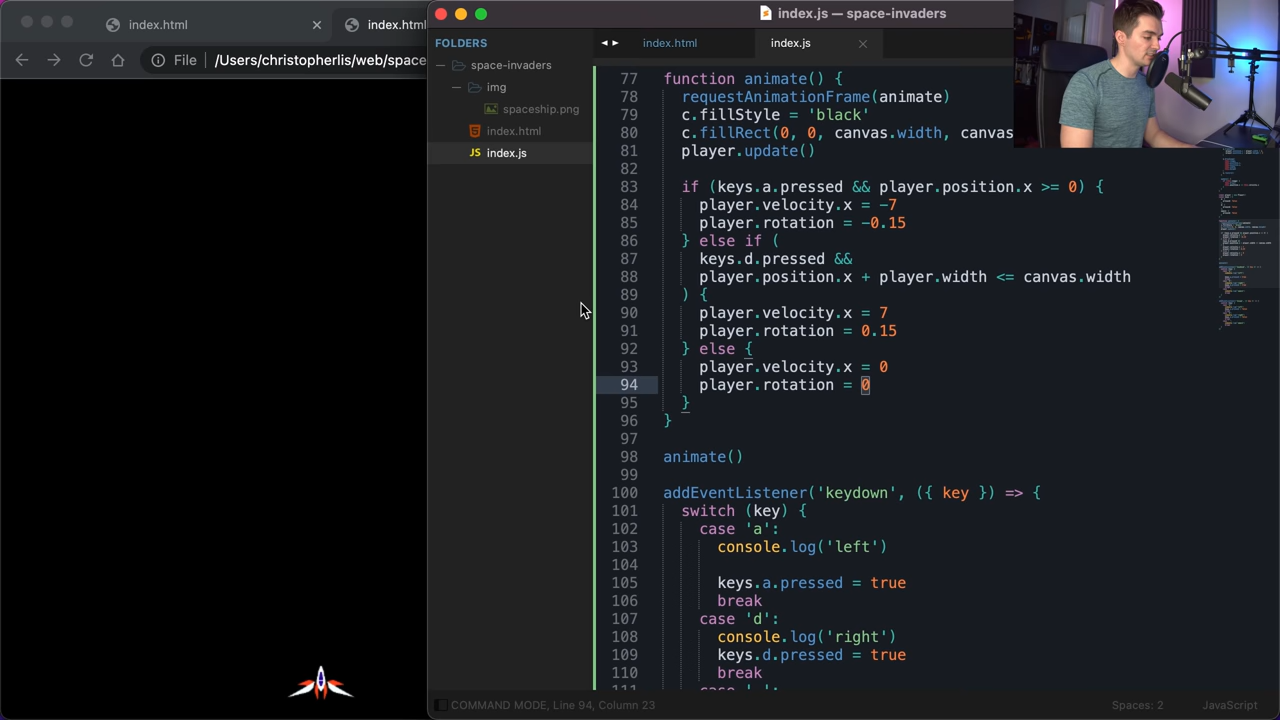 index.html
index.html
File
/Users/christopherlis/web/space
index.js — space-invaders
FOLDERS
space-invaders
img
spaceship.png
index.html
index.js
index.html
index.js
77 function animate() {
78 requestAnimationFrame(animate)
79 c.fillStyle = 'black'
80 c.fillRect(0, 0, canvas.width, canvas
81 player.update()
82
83 if (keys.a.pressed && player.position.x >= 0) {
84 player.velocity.x = -7
85 player.rotation = -0.15
86 } else if (
87 keys.d.pressed &&
88 player.position.x + player.width <= canvas.width
89 ) {
90 player.velocity.x = 7
91 player.rotation = 0.15
92 } else {
93 player.velocity.x = 0
94 player.rotation = 0
95 }
96 }
97
98 animate()
99
100 addEventListener('keydown', ({ key }) => {
101 switch (key) {
102 case 'a':
103 console.log('left')
104
105 keys.a.pressed = true
106 break
107 case 'd':
108 console.log('right')
109 keys.d.pressed = true
110 break
COMMAND MODE, Line 94, Column 23
Spaces: 2
JavaScript